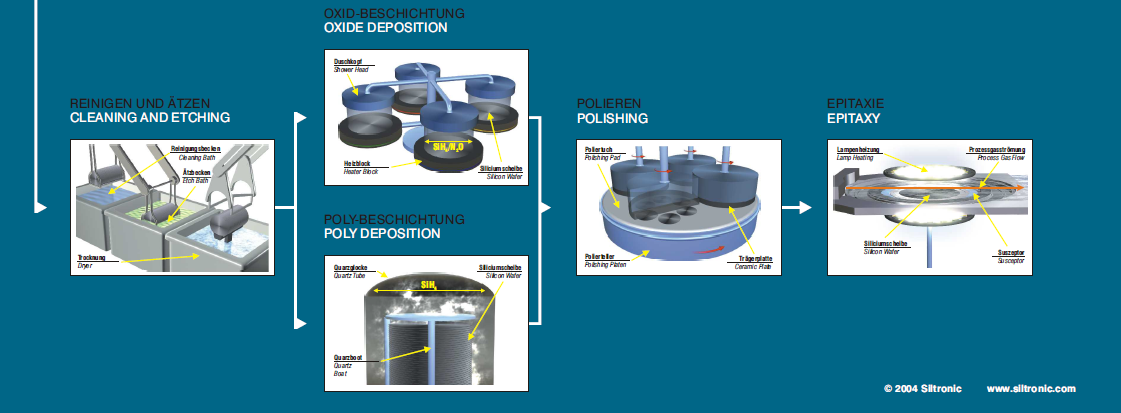 OXID-BESCHICHTUNG
OXIDE DEPOSITION
Duschkopf
Shower Head
SiH4/N2O
Heizblock
Heater Block
Siliciumscheibe
Silicon Wafer
REINIGEN UND ÄTZEN
CLEANING AND ETCHING
Reinigungsbecken
Cleaning Bath
Ätzbecken
Etch Bath
Trocknung
Dryer
POLY-BESCHICHTUNG
POLY DEPOSITION
Quarzglocke
Quartz Tube
Siliciumscheibe
Silicon Wafer
SiH4
Quarzboot
Quartz
Boat
POLIEREN
POLISHING
Poliertuch
Polishing Pad
Polierteller
Polishing Platen
Trägerplatte
Ceramic Plate
EPITAXIE
EPITAXY
Lampenheizung
Lamp Heating
Prozessgasströmung
Process Gas Flow
Siliciumscheibe
Silicon Wafer
Suszeptor
Susceptor
© 2004 Siltronic www.siltronic.com